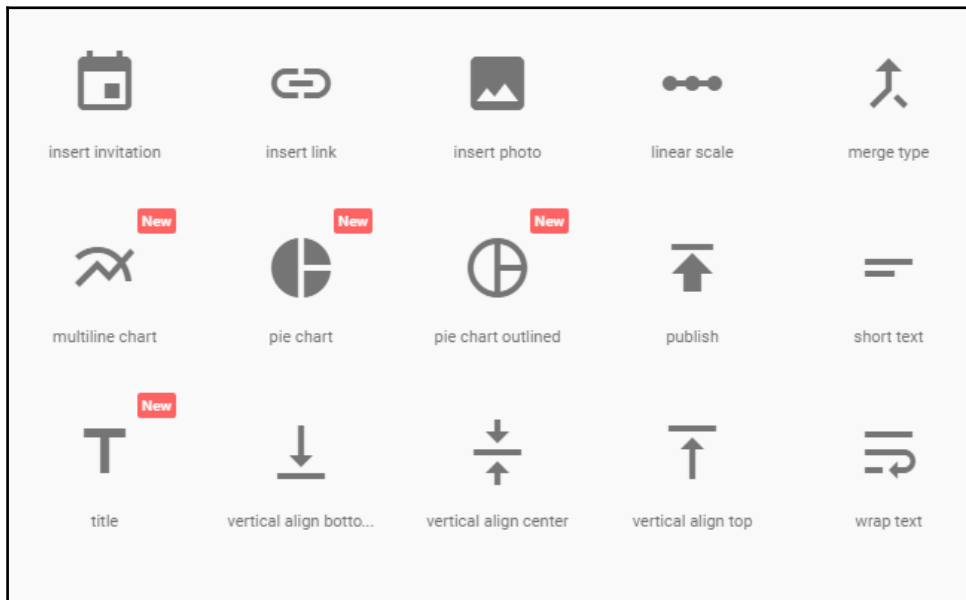 insert invitation
insert link
insert photo
linear scale
merge type
New
New
New
multiline chart
pie chart
pie chart outlined
publish
short text
New
title
vertical align botto...
vertical align center
vertical align top
wrap text